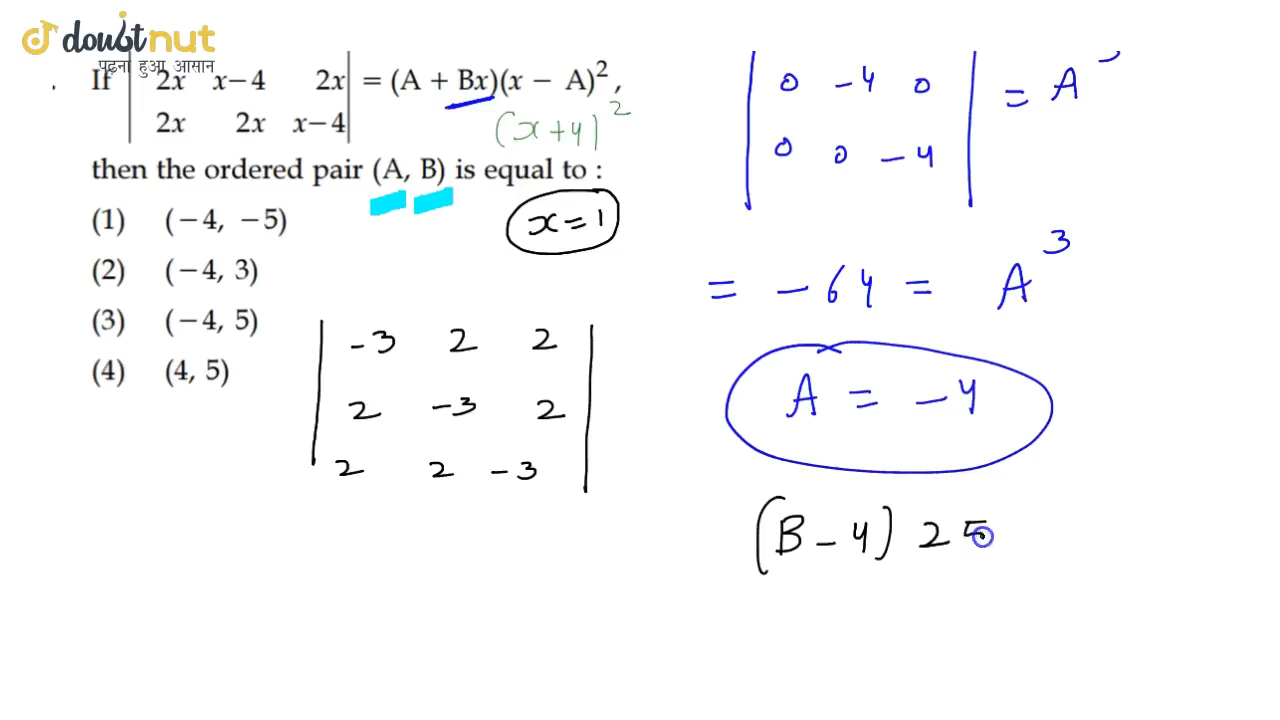 doubtnut
पढ़ना हुआ आसान
. If | 2x x−4 2x | = (A + Bx)(x − A)²,
2x 2x x−4
(x+4)²
then the ordered pair (A, B) is equal to :
(1) (−4, −5)
(2) (−4, 3)
(3) (−4, 5)
(4) (4, 5)
x = 1
-3 2 2
2 -3 2
2 2 -3
0 -4 0 = A³
0 0 -4
= -64 = A³
A = -4
(B-4) 25